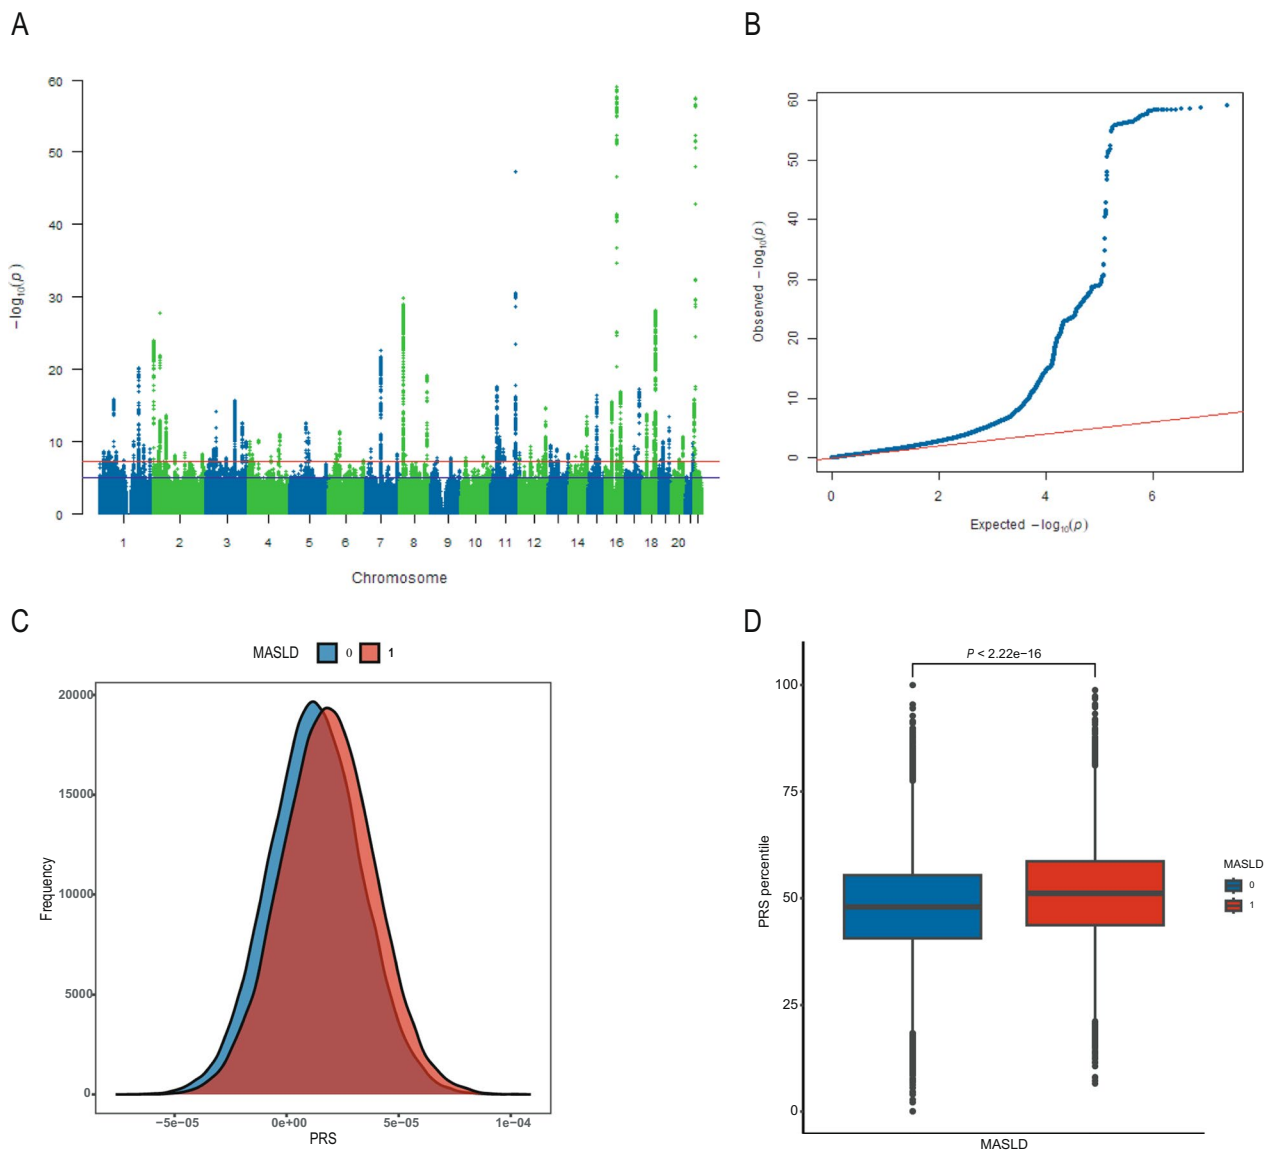 A
60
50
40
30
20
10
0
−log10(p)
1 2 3 4 5 6 7 8 9 10 11 12 14 16 18 20
Chromosome
B
60
50
40
30
20
10
0
Observed −log10(p)
0 2 4 6
Expected −log10(p)
C
MASLD 0 1
20000
15000
10000
5000
0
Frequency
−5e−05 0e+00 5e−05 1e−04
PRS
D
P < 2.22e−16
100
75
50
25
0
PRS percentile
MASLD
MASLD
0
1